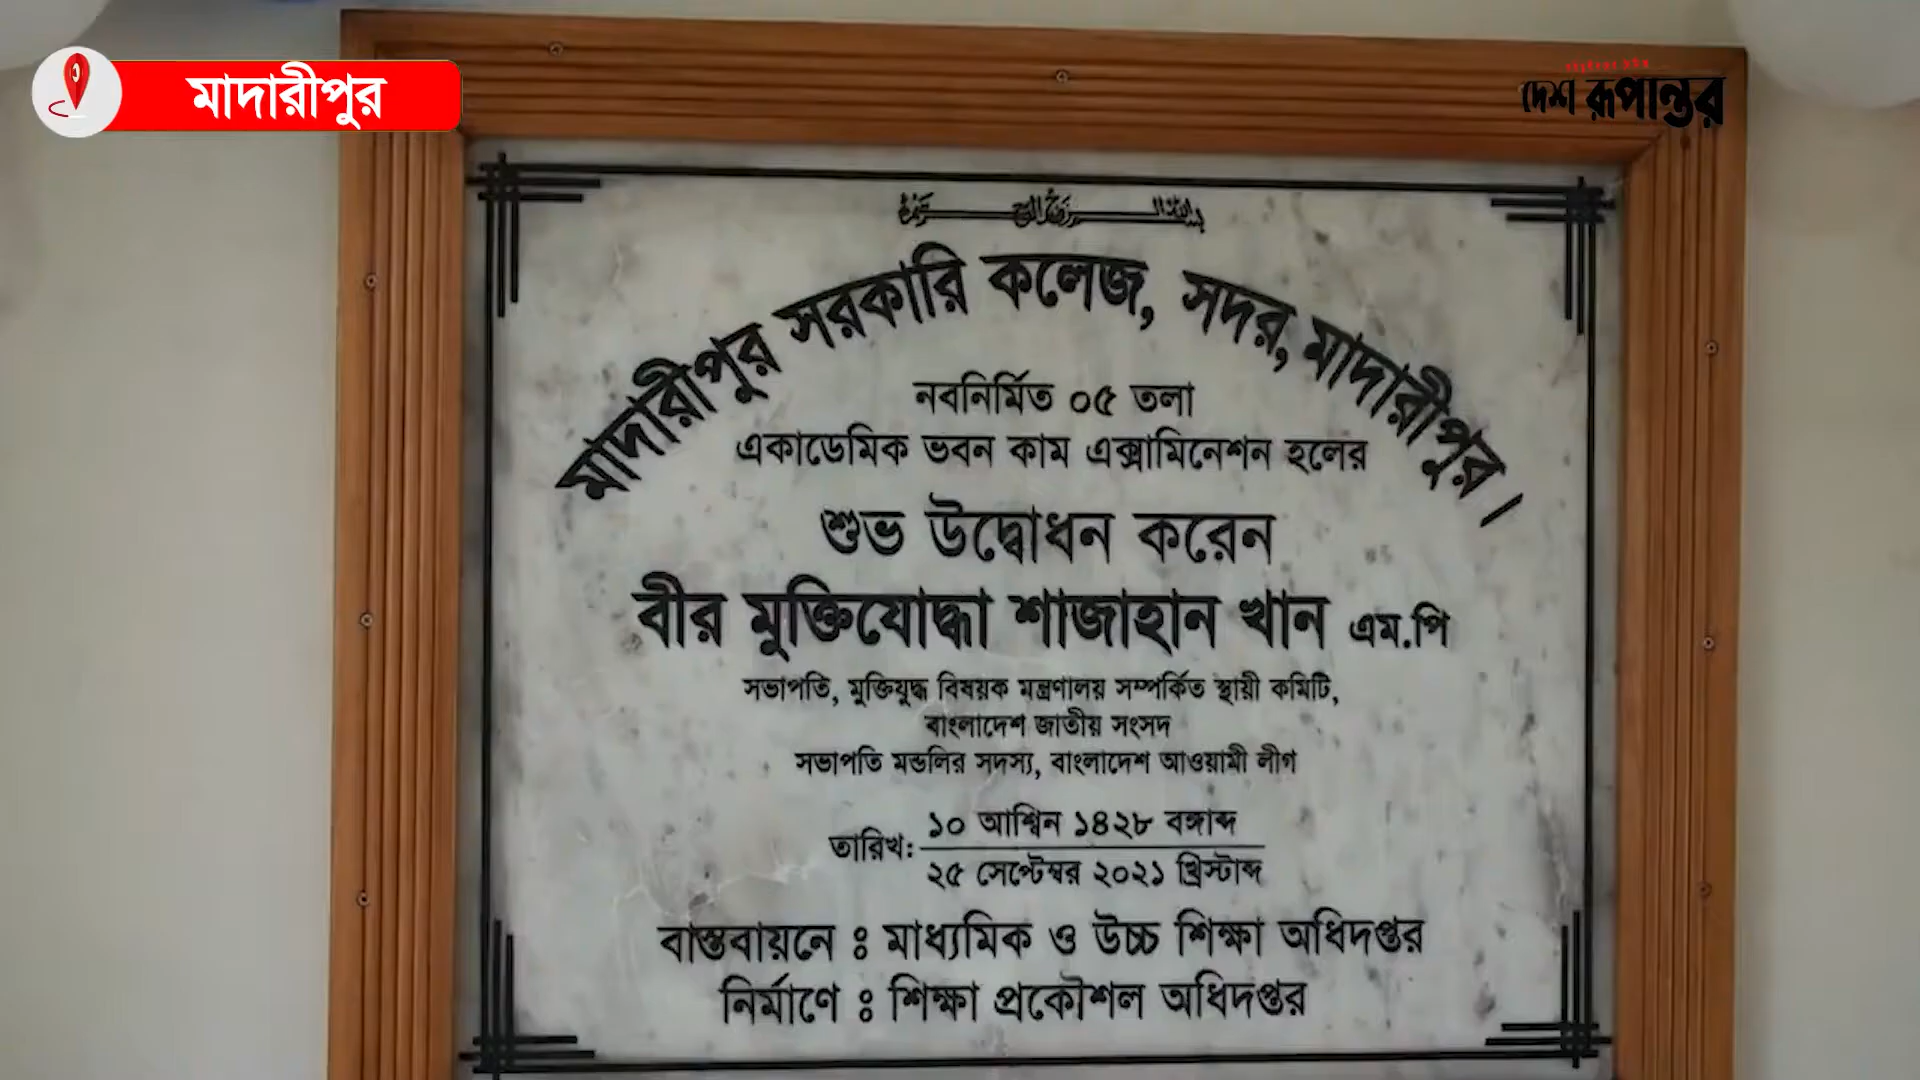 মাদারীপুর
দেশ রূপান্তর
মাদারীপুর সরকারি কলেজ, সদর, মাদারীপুর।
নবনির্মিত ০৫ তলা
একাডেমিক ভবন কাম এক্সামিনেশন হলের
শুভ উদ্বোধন করেন
বীর মুক্তিযোদ্ধা শাজাহান খান এম.পি
সভাপতি, মুক্তিযুদ্ধ বিষয়ক মন্ত্রণালয় সম্পর্কিত স্থায়ী কমিটি,
বাংলাদেশ জাতীয় সংসদ
সভাপতি মন্ডলির সদস্য, বাংলাদেশ আওয়ামী লীগ
তারিখ: ১০ আশ্বিন ১৪২৮ বঙ্গাব্দ
২৫ সেপ্টেম্বর ২০২১ খ্রিস্টাব্দ
বাস্তবায়নে ঃ মাধ্যমিক ও উচ্চ শিক্ষা অধিদপ্তর
নির্মাণে ঃ শিক্ষা প্রকৌশল অধিদপ্তর